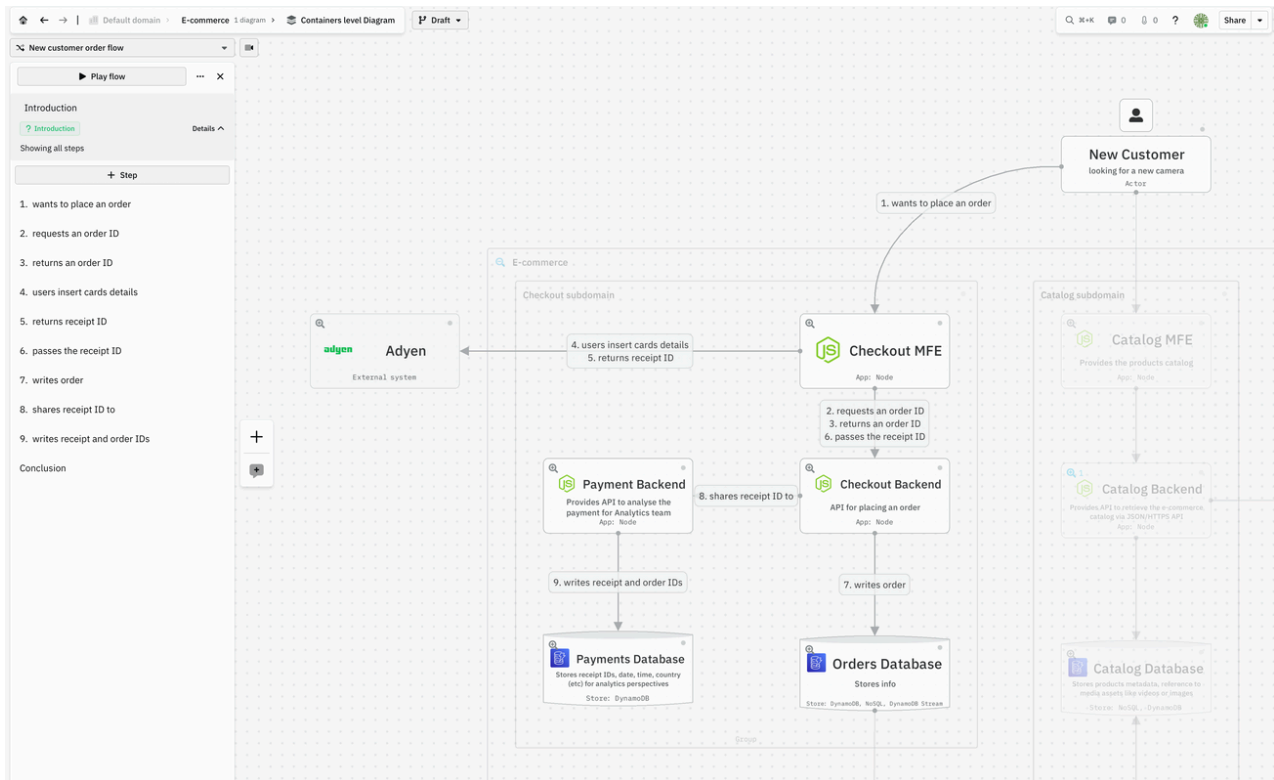 Default domain
E-commerce 1 diagram
Containers level Diagram
Draft
⌘+K
0
0
?
Share
New customer order flow
Play flow
Introduction
? Introduction
Details
Showing all steps
+ Step
1. wants to place an order
2. requests an order ID
3. returns an order ID
4. users insert cards details
5. returns receipt ID
6. passes the receipt ID
7. writes order
8. shares receipt ID to
9. writes receipt and order IDs
Conclusion
New Customer
looking for a new camera
Actor
1. wants to place an order
E-commerce
Checkout subdomain
Catalog subdomain
adyen
Adyen
External system
4. users insert cards details
5. returns receipt ID
JS
Checkout MFE
App: Node
JS
Catalog MFE
Provides the products catalog
App: Node
2. requests an order ID
3. returns an order ID
6. passes the receipt ID
JS
Payment Backend
Provides API to analyse the
payment for Analytics team
App: Node
8. shares receipt ID to
JS
Checkout Backend
API for placing an order
App: Node
1
JS
Catalog Backend
Provides API to retrieve the e-commerce
catalog via JSON/HTTPS API
App: Node
9. writes receipt and order IDs
7. writes order
Payments Database
Stores receipt IDs, date, time, country
(etc) for analytics perspectives
Store: DynamoDB
Orders Database
Stores info
Store: DynamoDB, NoSQL, DynamoDB Stream
Catalog Database
Stores products metadata, reference to
media assets like videos or images
Store: NoSQL, DynamoDB
Group